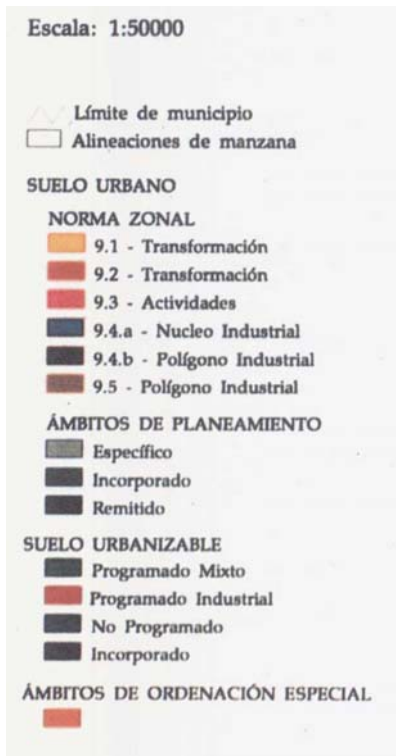 Escala: 1:50000
Límite de municipio
Alineaciones de manzana
SUELO URBANO
NORMA ZONAL
9.1 - Transformación
9.2 - Transformación
9.3 - Actividades
9.4.a - Nucleo Industrial
9.4.b - Polígono Industrial
9.5 - Polígono Industrial
ÁMBITOS DE PLANEAMIENTO
Específico
Incorporado
Remitido
SUELO URBANIZABLE
Programado Mixto
Programado Industrial
No Programado
Incorporado
ÁMBITOS DE ORDENACIÓN ESPECIAL